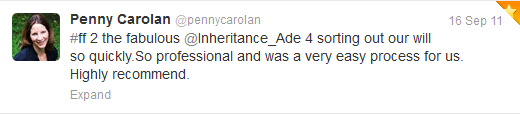 Penny Carolan @pennycarolan 16 Sep 11
#ff 2 the fabulous @Inheritance_Ade 4 sorting out our will
so quickly.So professional and was a very easy process for us.
Highly recommend.
Expand